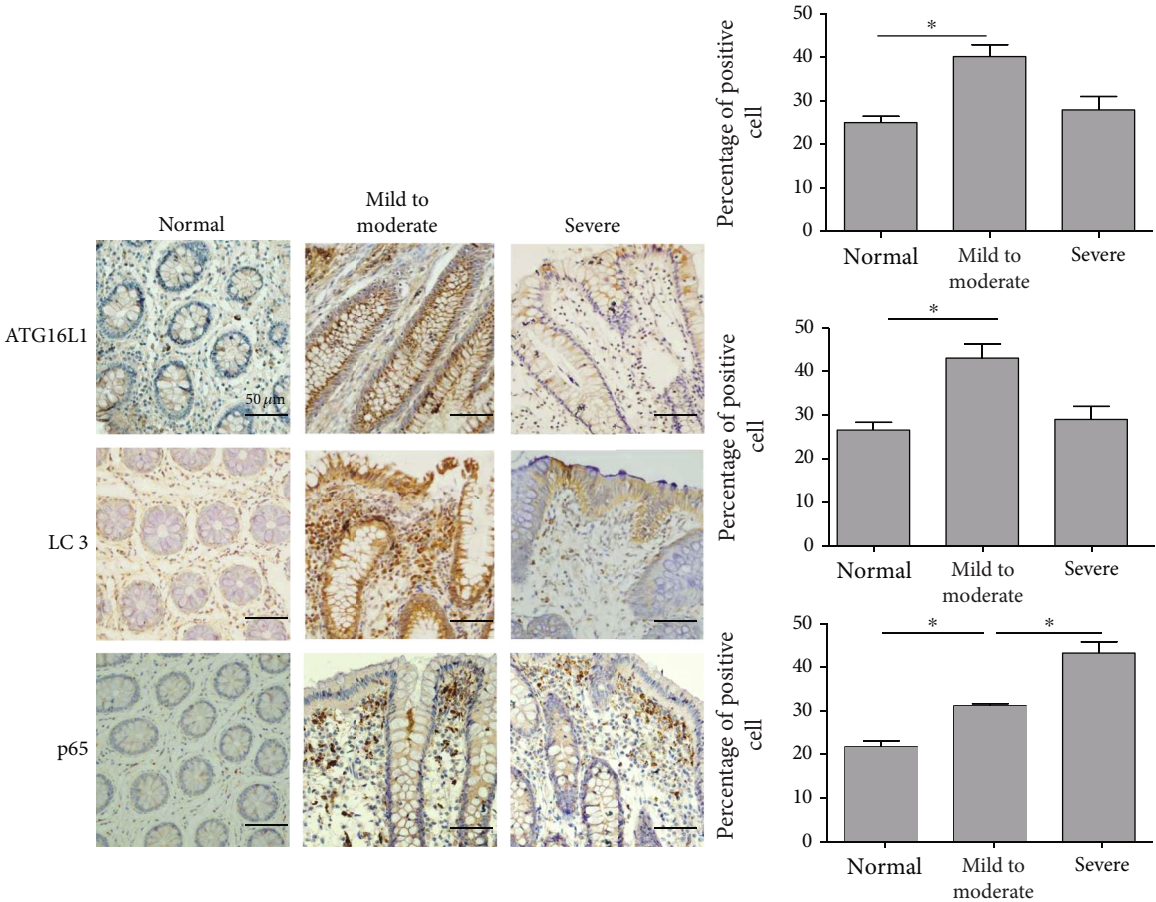 Normal
Mild to
moderate
Severe
ATG16L1
50 μm
LC 3
p65
Percentage of positive
cell
50
40
30
20
10
0
*
Normal
Mild to
moderate
Severe
Percentage of positive
cell
50
40
30
20
10
0
*
Normal
Mild to
moderate
Severe
Percentage of positive
cell
50
40
30
20
10
0
*
*
Normal
Mild to
moderate
Severe